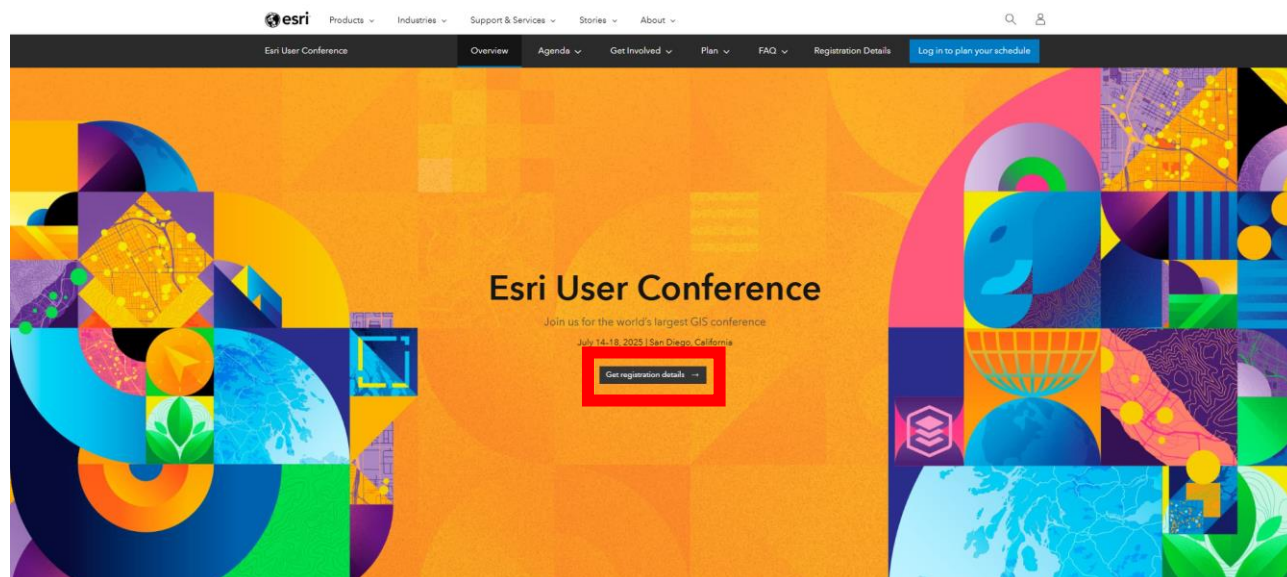 esri Products Industries Support & Services Stories About
Esri User Conference Overview Agenda Get Involved Plan FAQ Registration Details Log in to plan your schedule
Esri User Conference
Join us for the world's largest GIS conference
July 14-18, 2025 | San Diego, California
Get registration details →